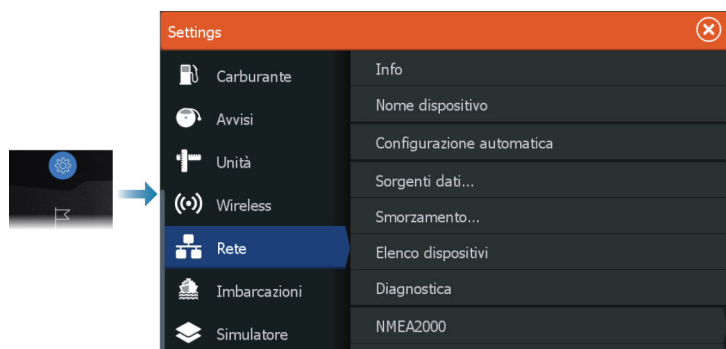 Settings
Carburante
Avvisi
Unità
Wireless
Rete
Imbarcazioni
Simulatore
Info
Nome dispositivo
Configurazione automatica
Sorgenti dati...
Smorzamento...
Elenco dispositivi
Diagnostica
NMEA2000